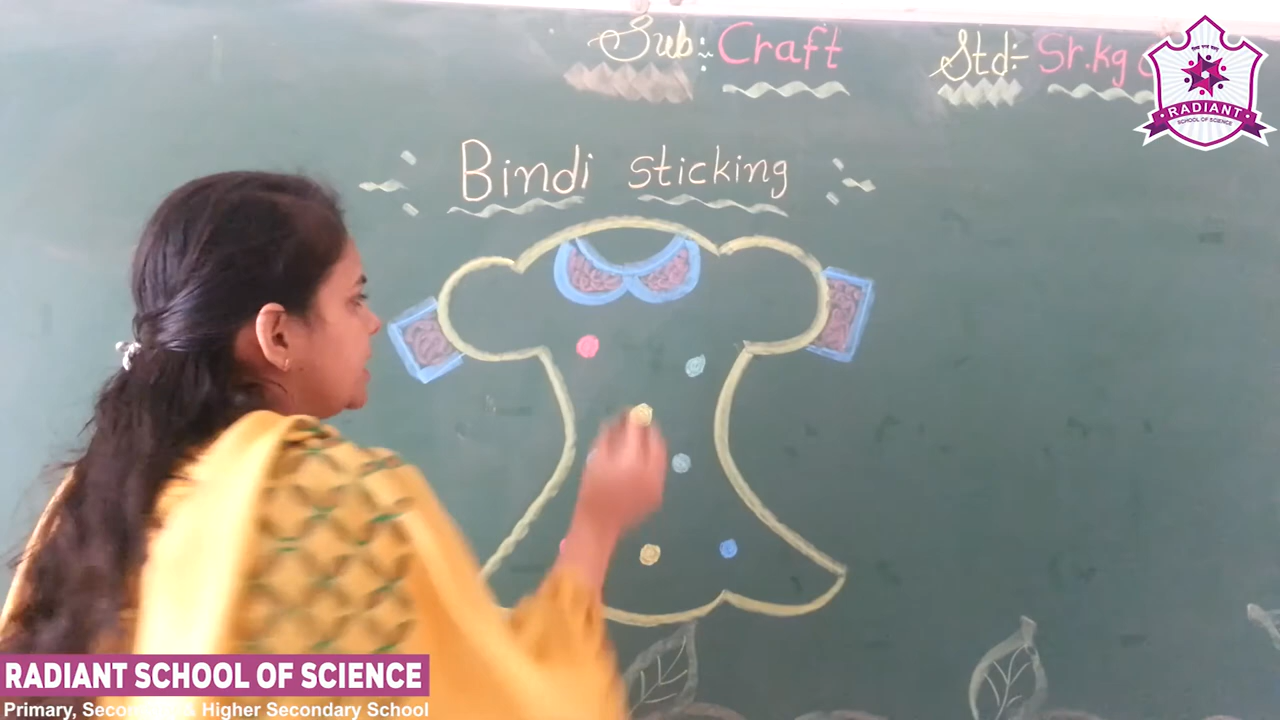 Sub:- Craft
Std:- Sr.kg
RADIANT
SCHOOL OF SCIENCE
Bindi sticking
RADIANT SCHOOL OF SCIENCE
Primary, & Higher Secondary School